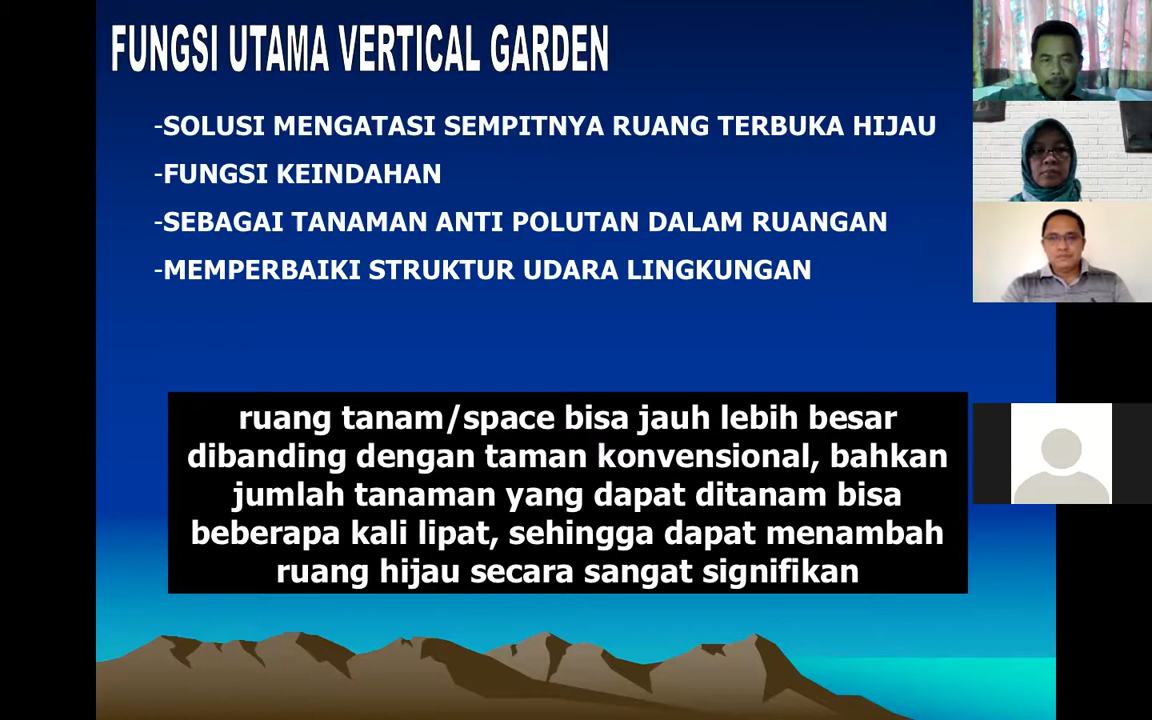 FUNGSI UTAMA VERTICAL GARDEN
-SOLUSI MENGATASI SEMPITNYA RUANG TERBUKA HIJAU
-FUNGSI KEINDAHAN
-SEBAGAI TANAMAN ANTI POLUTAN DALAM RUANGAN
-MEMPERBAIKI STRUKTUR UDARA LINGKUNGAN
ruang tanam/space bisa jauh lebih besar
dibanding dengan taman konvensional, bahkan
jumlah tanaman yang dapat ditanam bisa
beberapa kali lipat, sehingga dapat menambah
ruang hijau secara sangat signifikan